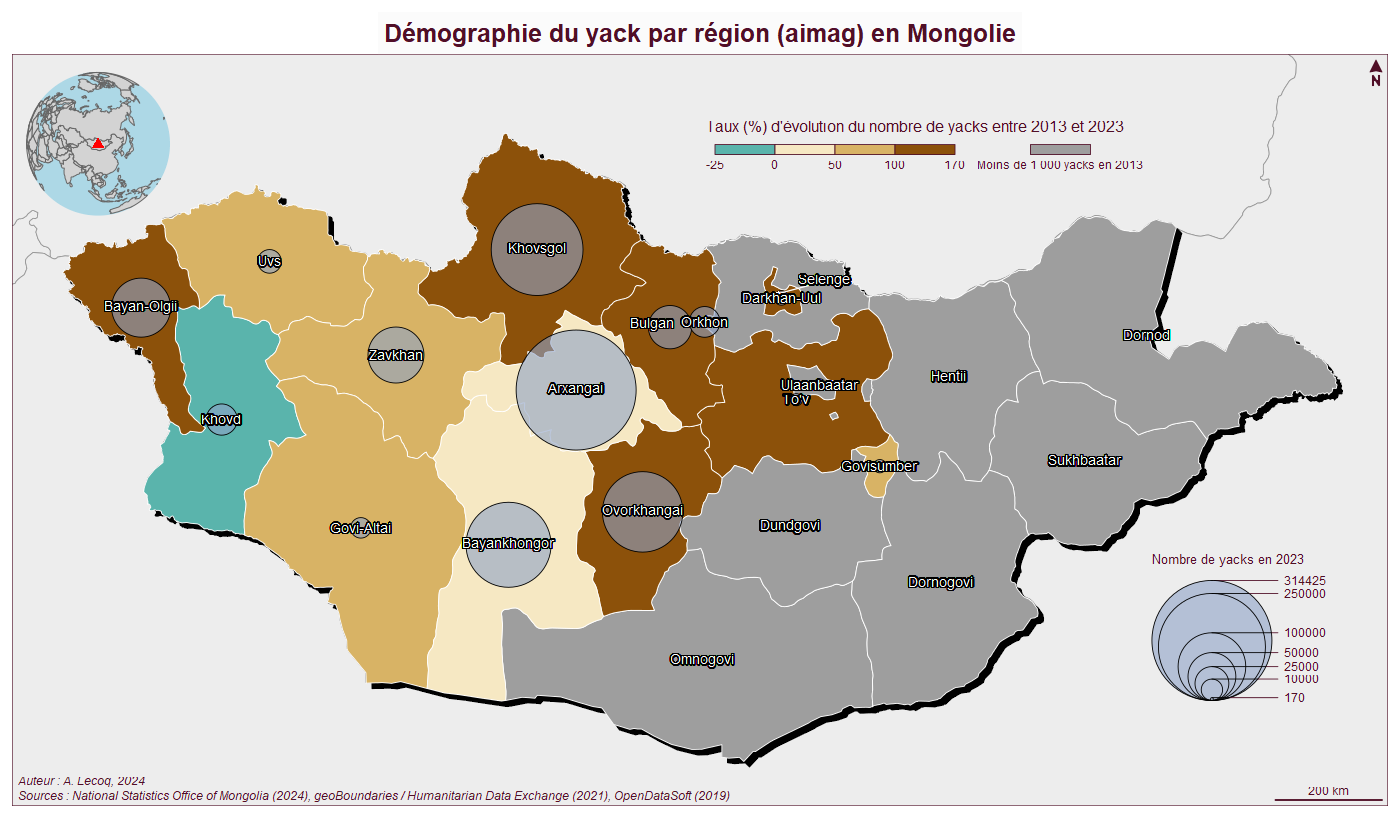 Démographie du yack par région (aimag) en Mongolie
N
Taux (%) d'évolution du nombre de yacks entre 2013 et 2023
-25 0 50 100 170 Moins de 1 000 yacks en 2013
Khovsgol
Uvs
Selenge
Darkhan-Uul
Bayan-Olgii
Bulgan
Orkhon
Dornod
Zavkhan
Hentii
Arxangai
Ulaanbaatar
To'v
Khovd
Sukhbaatar
Govisumber
Ovorkhangai
Govi-Altai
Dundgovi
Bayankhongor
Dornogovi
Omnogovi
Nombre de yacks en 2023
314425
250000
100000
50000
25000
10000
170
Auteur : A. Lecoq, 2024
Sources : National Statistics Office of Mongolia (2024), geoBoundaries / Humanitarian Data Exchange (2021), OpenDataSoft (2019)
200 km